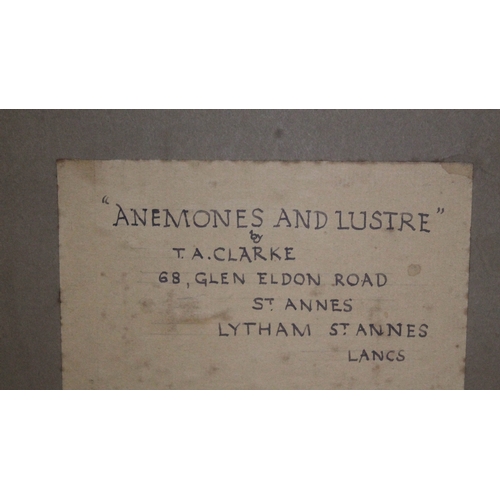 "ANEMONES AND LUSTRE"
by
T. A. CLARKE
68, GLEN ELDON ROAD
ST. ANNES
LYTHAM ST. ANNES
LANCS